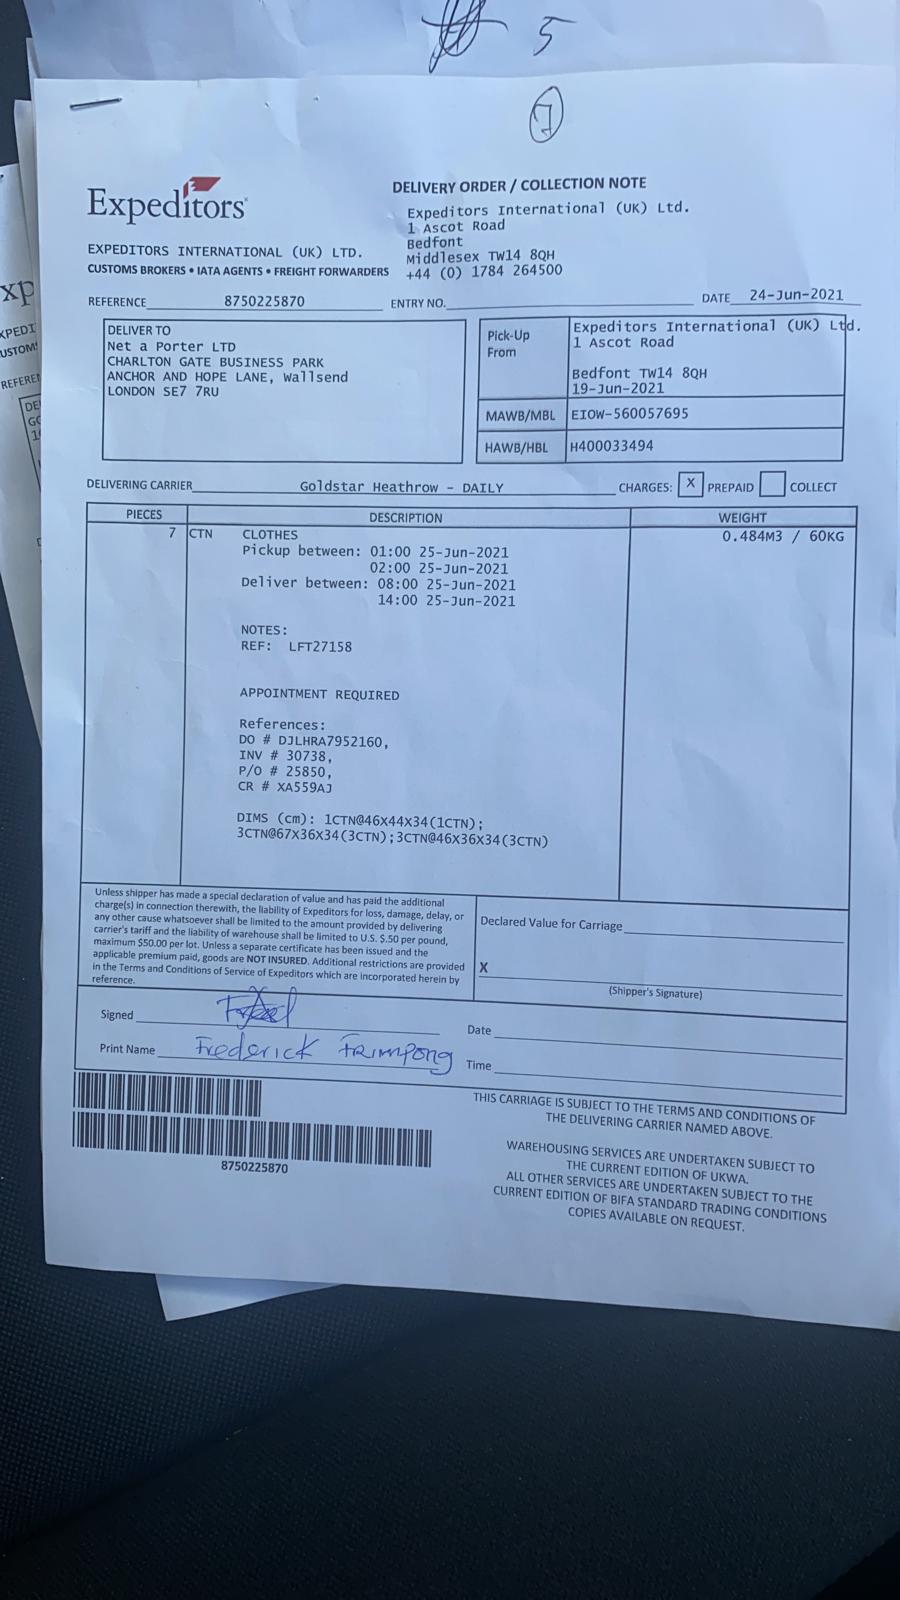 5
7
Expeditors
DELIVERY ORDER / COLLECTION NOTE
Expeditors International (UK) Ltd.
1 Ascot Road
Bedfont
Middlesex TW14 8QH
+44 (0) 1784 264500
EXPEDITORS INTERNATIONAL (UK) LTD.
CUSTOMS BROKERS • IATA AGENTS • FREIGHT FORWARDERS
REFERENCE 8750225870 ENTRY NO. DATE 24-Jun-2021
DELIVER TO
Net a Porter LTD
CHARLTON GATE BUSINESS PARK
ANCHOR AND HOPE LANE, Wallsend
LONDON SE7 7RU
Pick-Up From
Expeditors International (UK) Ltd.
1 Ascot Road
Bedfont TW14 8QH
19-Jun-2021
MAWB/MBL EIOW-560057695
HAWB/HBL H400033494
DELIVERING CARRIER Goldstar Heathrow - DAILY CHARGES: X PREPAID COLLECT
PIECES DESCRIPTION WEIGHT
7 CTN CLOTHES 0.484M3 / 60KG
Pickup between: 01:00 25-Jun-2021
02:00 25-Jun-2021
Deliver between: 08:00 25-Jun-2021
14:00 25-Jun-2021
NOTES:
REF: LFT27158
APPOINTMENT REQUIRED
References:
DO # DJLHRA7952160,
INV # 30738,
P/O # 25850,
CR # XA559AJ
DIMS (cm): 1CTN@46X44X34(1CTN);
3CTN@67X36X34(3CTN);3CTN@46X36X34(3CTN)
Unless shipper has made a special declaration of value and has paid the additional
charge(s) in connection therewith, the liability of Expeditors for loss, damage, delay, or
any other cause whatsoever shall be limited to the amount provided by delivering
carrier's tariff and the liability of warehouse shall be limited to U.S. $.50 per pound,
maximum $50.00 per lot. Unless a separate certificate has been issued and the
applicable premium paid, goods are NOT INSURED. Additional restrictions are provided
in the Terms and Conditions of Service of Expeditors which are incorporated herein by
reference.
Declared Value for Carriage
X
(Shipper's Signature)
Signed
Date
Print Name Frederick Frimpong
Time
8750225870
THIS CARRIAGE IS SUBJECT TO THE TERMS AND CONDITIONS OF
THE DELIVERING CARRIER NAMED ABOVE.
WAREHOUSING SERVICES ARE UNDERTAKEN SUBJECT TO
THE CURRENT EDITION OF UKWA.
ALL OTHER SERVICES ARE UNDERTAKEN SUBJECT TO THE
CURRENT EDITION OF BIFA STANDARD TRADING CONDITIONS
COPIES AVAILABLE ON REQUEST.